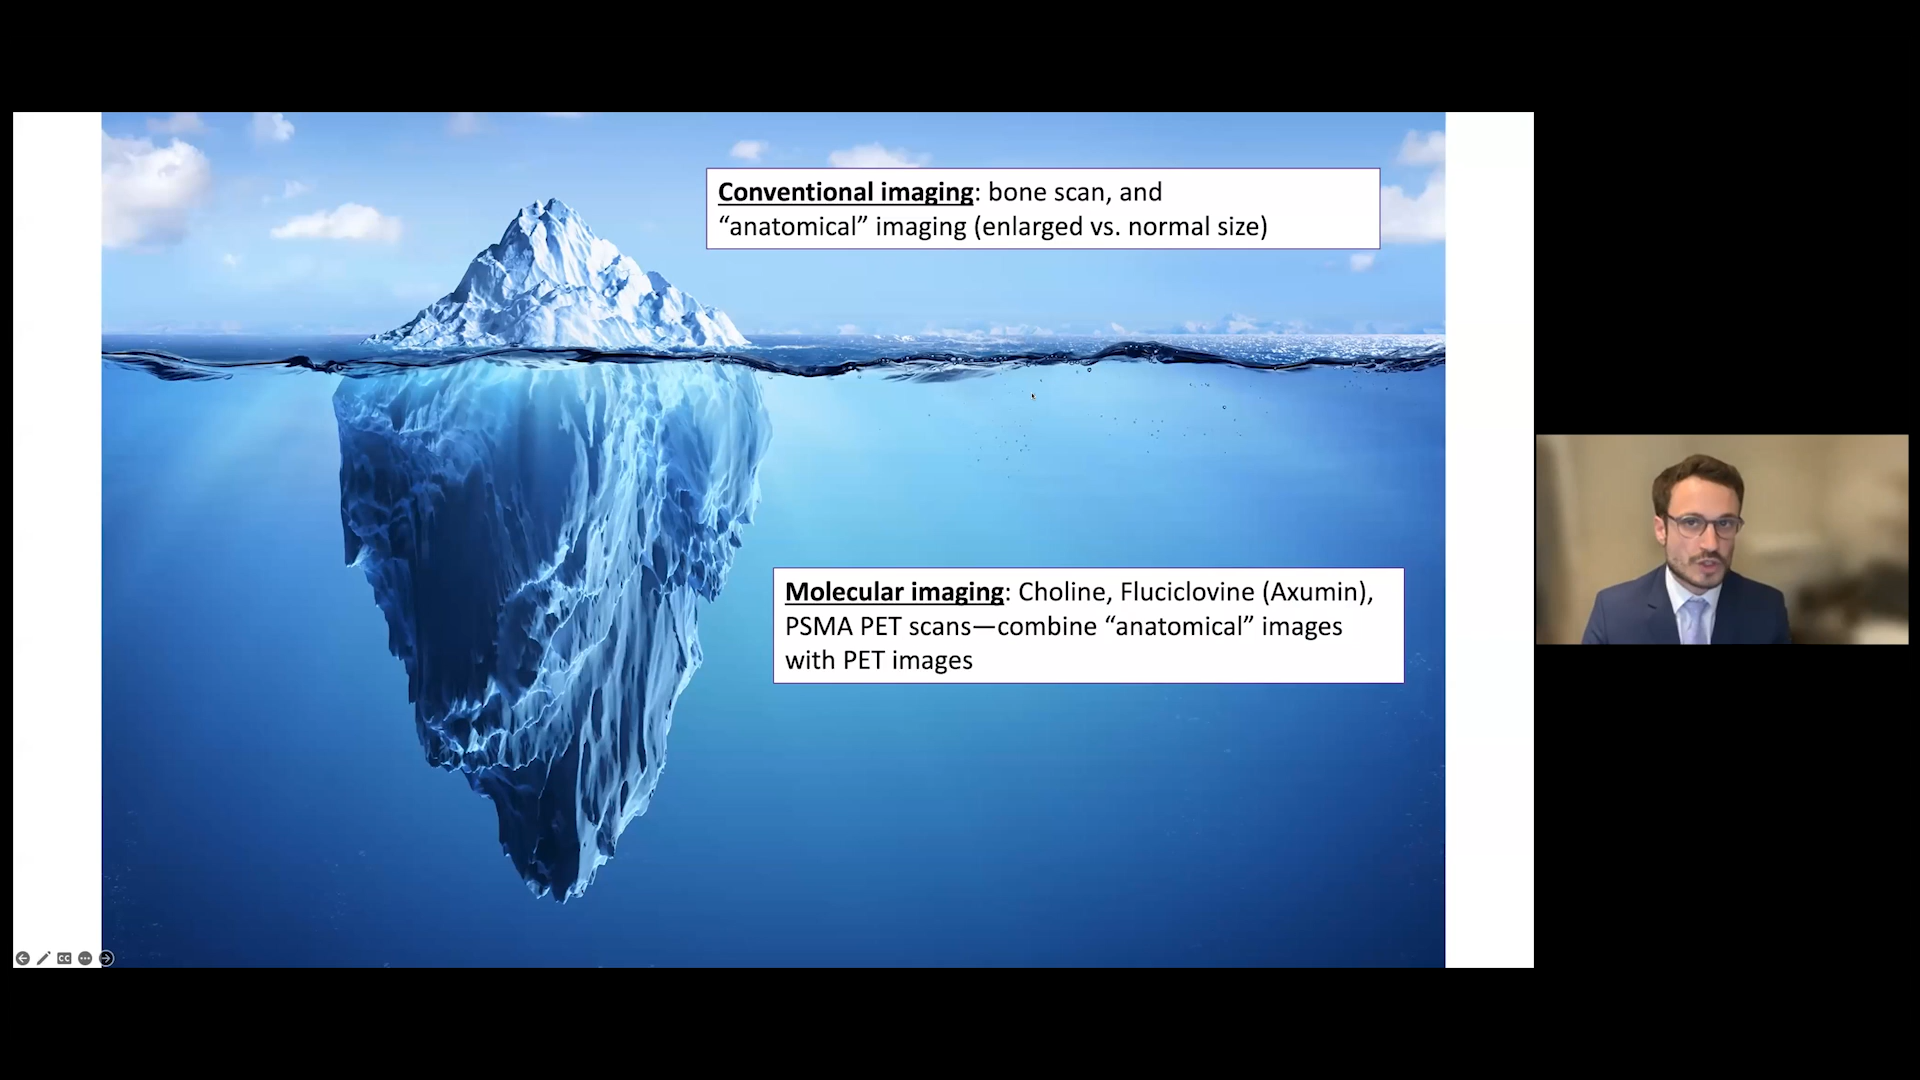 Conventional imaging: bone scan, and
“anatomical” imaging (enlarged vs. normal size)
Molecular imaging: Choline, Fluciclovine (Axumin),
PSMA PET scans—combine “anatomical” images
with PET images
CC